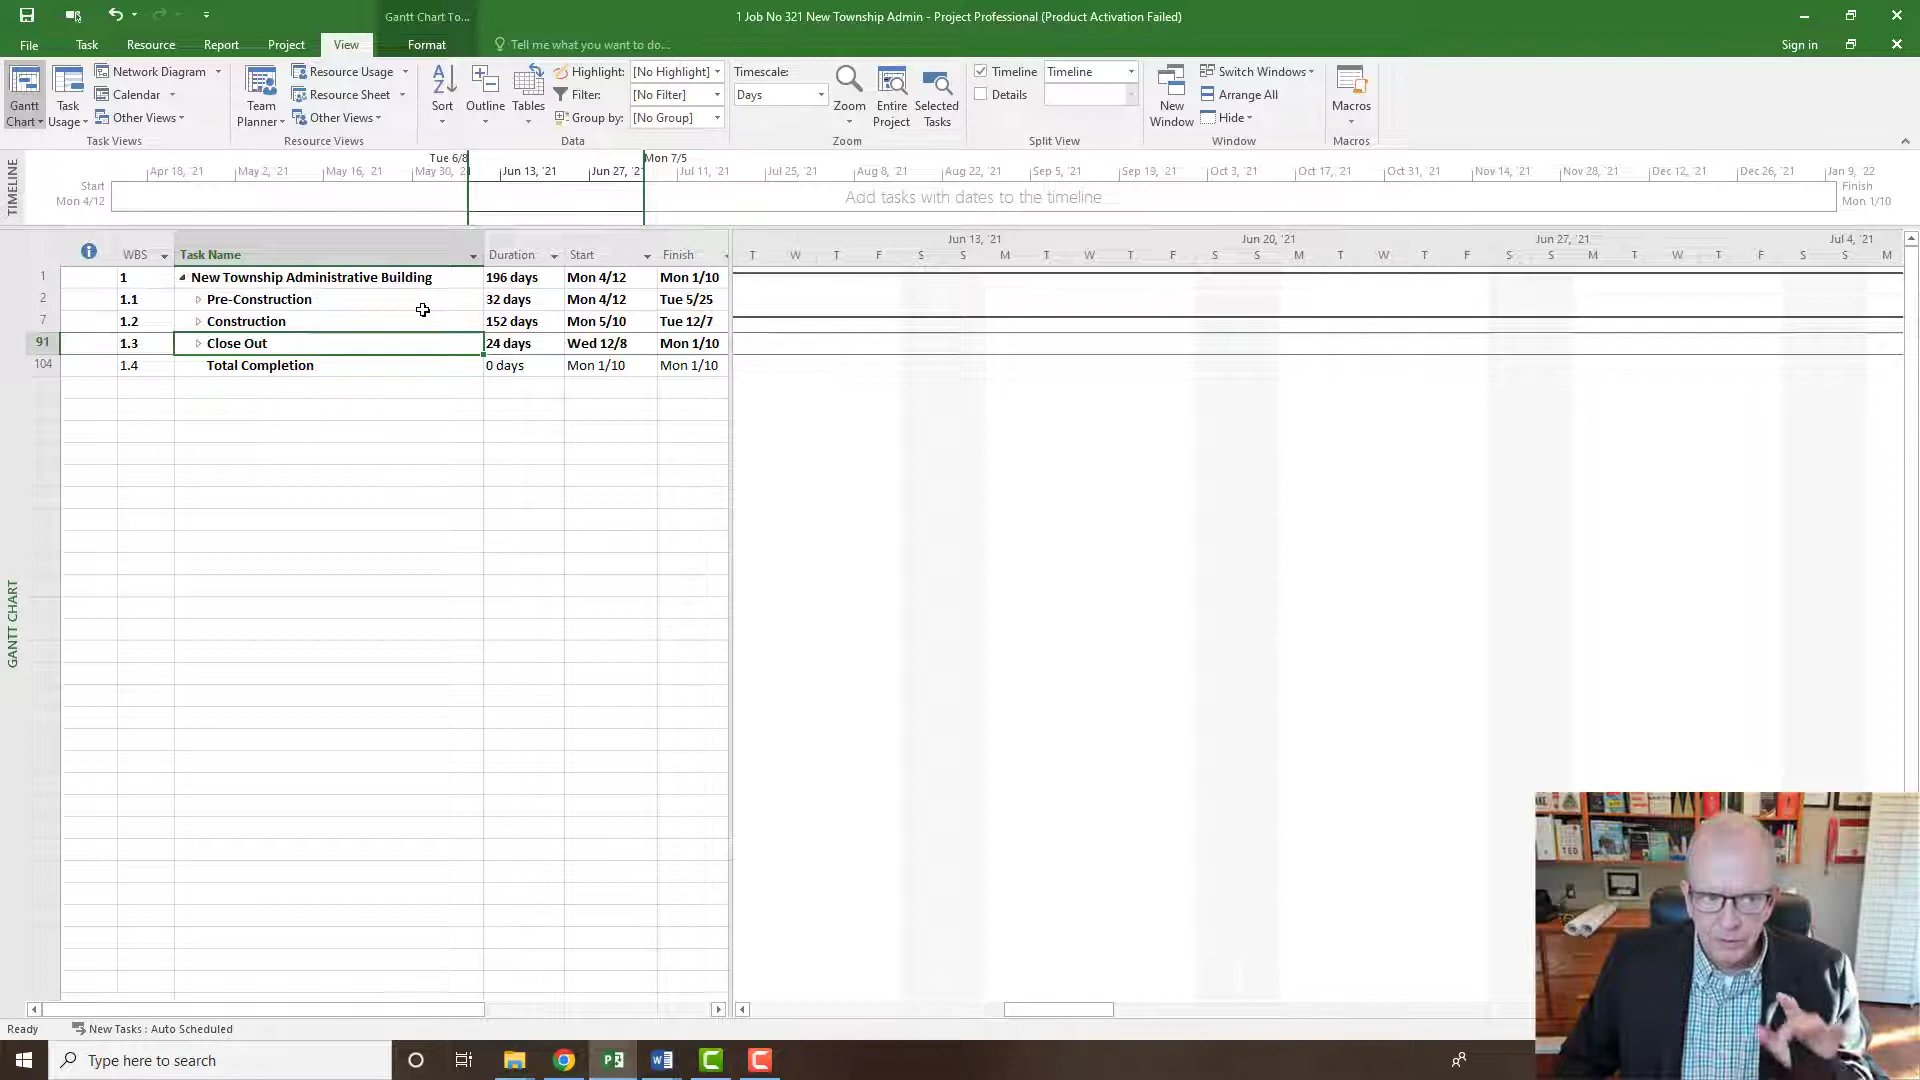 Gantt Chart To...
1 Job No 321 New Township Admin - Project Professional (Product Activation Failed)
File Task Resource Report Project View Format Tell me what you want to do... Sign in
Gantt Chart
Task Usage
Network Diagram
Calendar
Other Views
Task Views
Team Planner
Resource Usage
Resource Sheet
Other Views
Resource Views
Sort
Outline
Tables
Highlight: [No Highlight]
Filter: [No Filter]
Group by: [No Group]
Data
Timescale:
Days
Zoom
Entire Project
Selected Tasks
Zoom
Timeline Timeline
Details
Split View
New Window
Switch Windows
Arrange All
Hide
Window
Macros
Macros
TIMELINE
Tue 6/8 Mon 7/5
Apr 18, '21 May 2, '21 May 16, '21 May 30, '21 Jun 13, '21 Jun 27, '21 Jul 11, '21 Jul 25, '21 Aug 8, '21 Aug 22, '21 Sep 5, '21 Sep 19, '21 Oct 3, '21 Oct 17, '21 Oct 31, '21 Nov 14, '21 Nov 28, '21 Dec 12, '21 Dec 26, '21 Jan 9, '22
Start
Mon 4/12
Add tasks with dates to the timeline
Finish
Mon 1/10
Jun 13, '21 Jun 20, '21 Jun 27, '21 Jul 4, '21
WBS Task Name Duration Start Finish
T W T F S S M T W T F S S M T W T F S S M T W T F S S M
1 1 New Township Administrative Building 196 days Mon 4/12 Mon 1/10
2 1.1 Pre-Construction 32 days Mon 4/12 Tue 5/25
7 1.2 Construction 152 days Mon 5/10 Tue 12/7
91 1.3 Close Out 24 days Wed 12/8 Mon 1/10
104 1.4 Total Completion 0 days Mon 1/10 Mon 1/10
GANTT CHART
TED
Ready New Tasks : Auto Scheduled
Type here to search